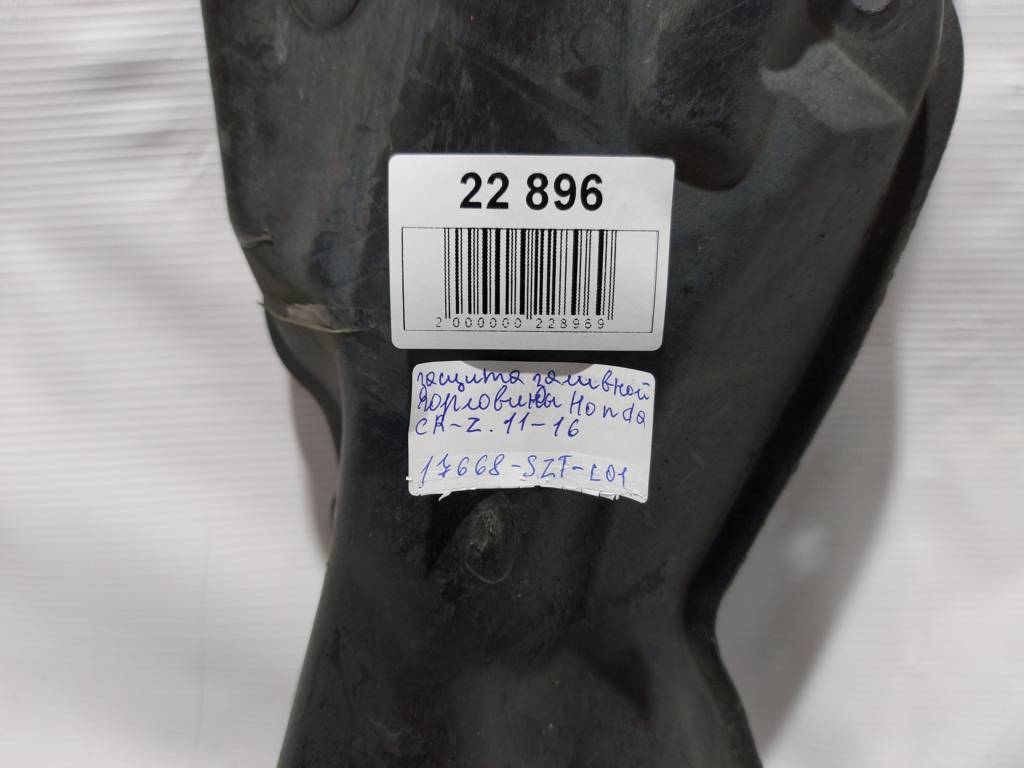 22 896
2 000000 228969
защита заливной
горловины Honda
CR-Z. 11-16
17668-SZT-L01